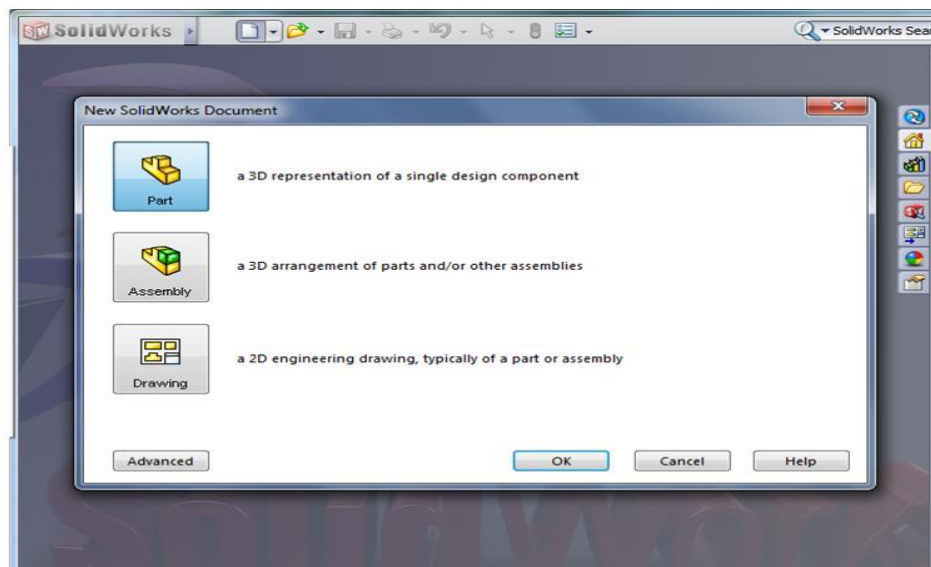 SolidWorks
SolidWorks Sear
New SolidWorks Document
Part
a 3D representation of a single design component
Assembly
a 3D arrangement of parts and/or other assemblies
Drawing
a 2D engineering drawing, typically of a part or assembly
Advanced
OK
Cancel
Help
SolidWork